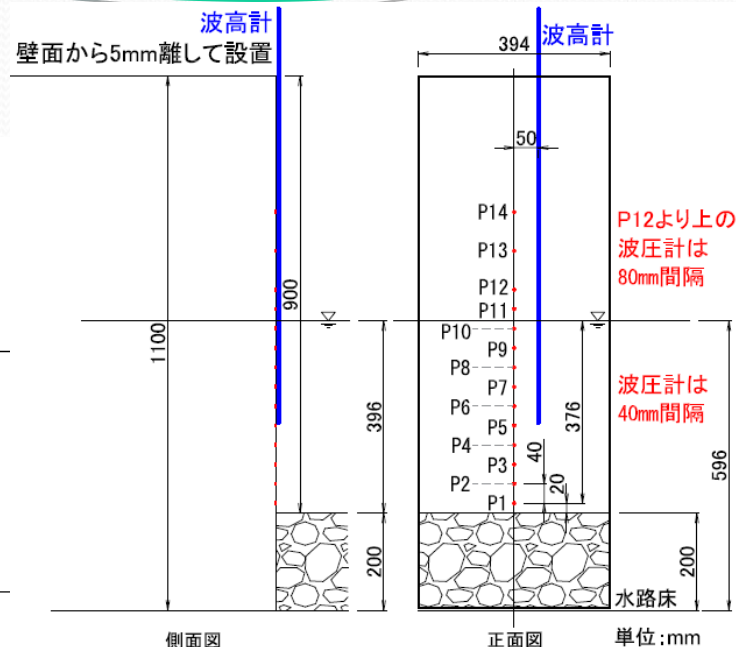 波高計
壁面から5mm離して設置
1100
900
396
200
側面図
394
波高計
50
P14
P13
P12
P11
P10
P9
P8
P7
P6
P5
P4
P3
P2
P1
P12より上の
波圧計は
80mm間隔
波圧計は
40mm間隔
376
40
20
596
200
水路床
正面図
単位:mm